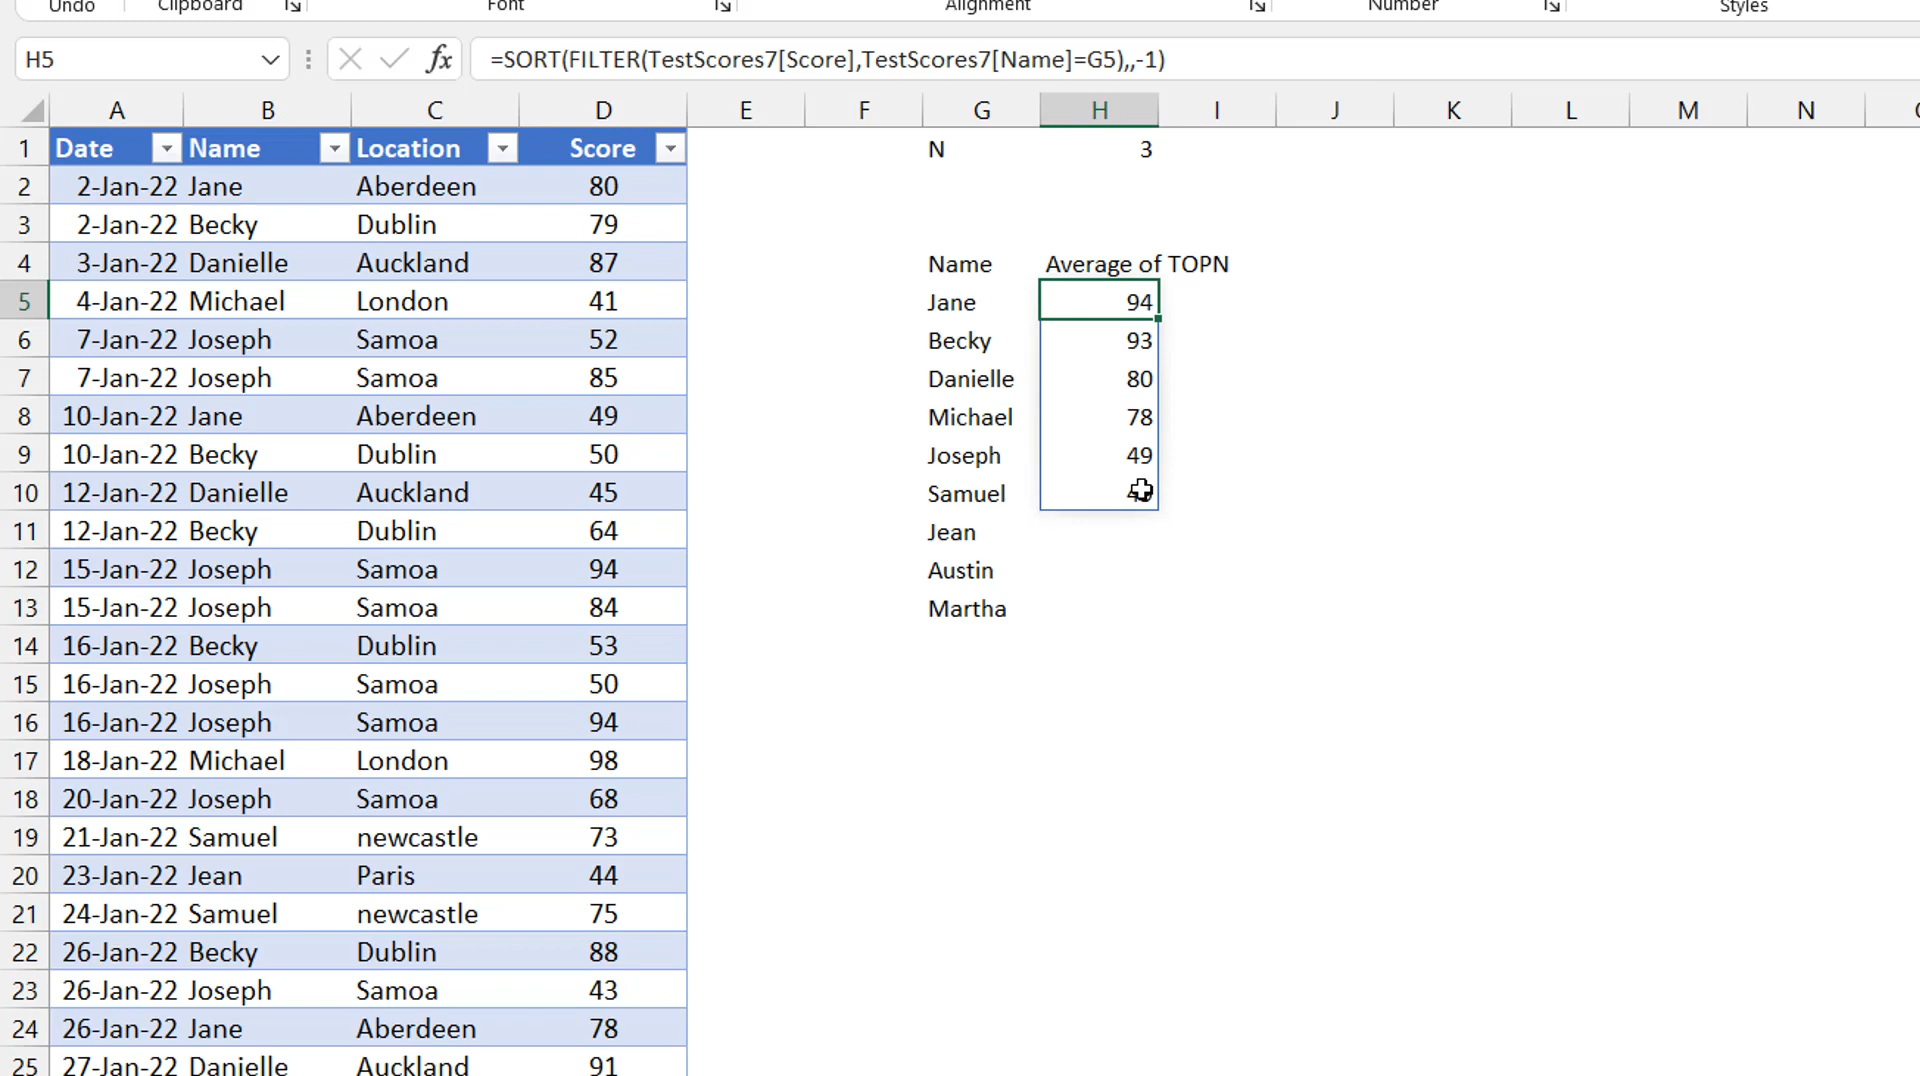 Undo Clipboard Font Alignment Number Styles
H5 fx =SORT(FILTER(TestScores7[Score],TestScores7[Name]=G5),,-1)
A B C D E F G H I J K L M N
1 Date Name Location Score N 3
2 2-Jan-22 Jane Aberdeen 80
3 2-Jan-22 Becky Dublin 79
4 3-Jan-22 Danielle Auckland 87 Name Average of TOPN
5 4-Jan-22 Michael London 41 Jane 94
6 7-Jan-22 Joseph Samoa 52 Becky 93
7 7-Jan-22 Joseph Samoa 85 Danielle 80
8 10-Jan-22 Jane Aberdeen 49 Michael 78
9 10-Jan-22 Becky Dublin 50 Joseph 49
10 12-Jan-22 Danielle Auckland 45 Samuel
11 12-Jan-22 Becky Dublin 64 Jean
12 15-Jan-22 Joseph Samoa 94 Austin
13 15-Jan-22 Joseph Samoa 84 Martha
14 16-Jan-22 Becky Dublin 53
15 16-Jan-22 Joseph Samoa 50
16 16-Jan-22 Joseph Samoa 94
17 18-Jan-22 Michael London 98
18 20-Jan-22 Joseph Samoa 68
19 21-Jan-22 Samuel newcastle 73
20 23-Jan-22 Jean Paris 44
21 24-Jan-22 Samuel newcastle 75
22 26-Jan-22 Becky Dublin 88
23 26-Jan-22 Joseph Samoa 43
24 26-Jan-22 Jane Aberdeen 78
25 27-Jan-22 Danielle Auckland 91